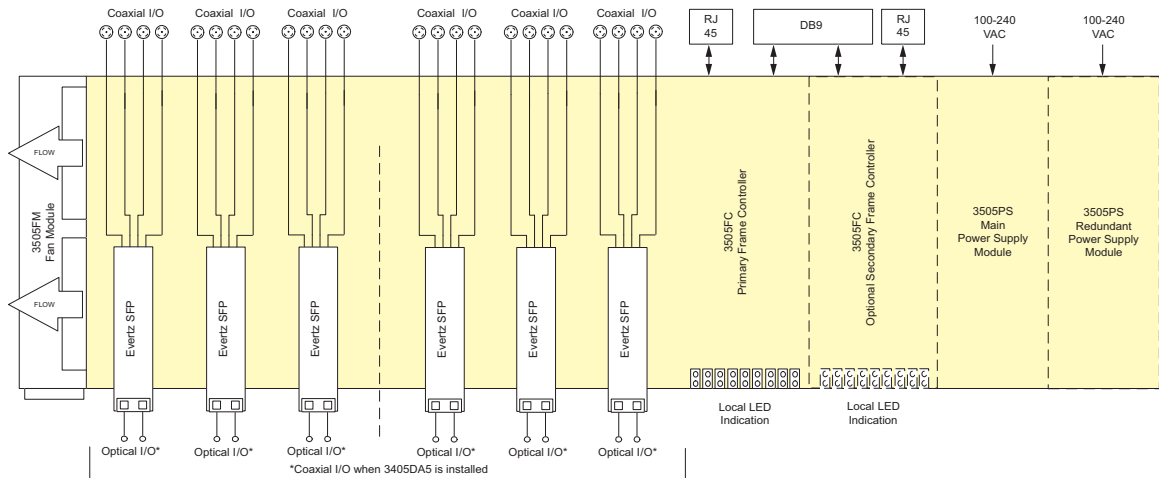 Coaxial I/O
Coaxial I/O
Coaxial I/O
Coaxial I/O
Coaxial I/O
Coaxial I/O
RJ
45
DB9
RJ
45
100-240
VAC
100-240
VAC
FLOW
FLOW
3505FM
Fan Module
Evertz SFP
Evertz SFP
Evertz SFP
Evertz SFP
Evertz SFP
Evertz SFP
3505FC
Primary Frame Controller
3505FC
Optional Secondary Frame Controller
3505PS
Main
Power Supply
Module
3505PS
Redundant
Power Supply
Module
Local LED
Indication
Local LED
Indication
Optical I/O*
Optical I/O*
Optical I/O*
Optical I/O*
Optical I/O*
Optical I/O*
*Coaxial I/O when 3405DA5 is installed